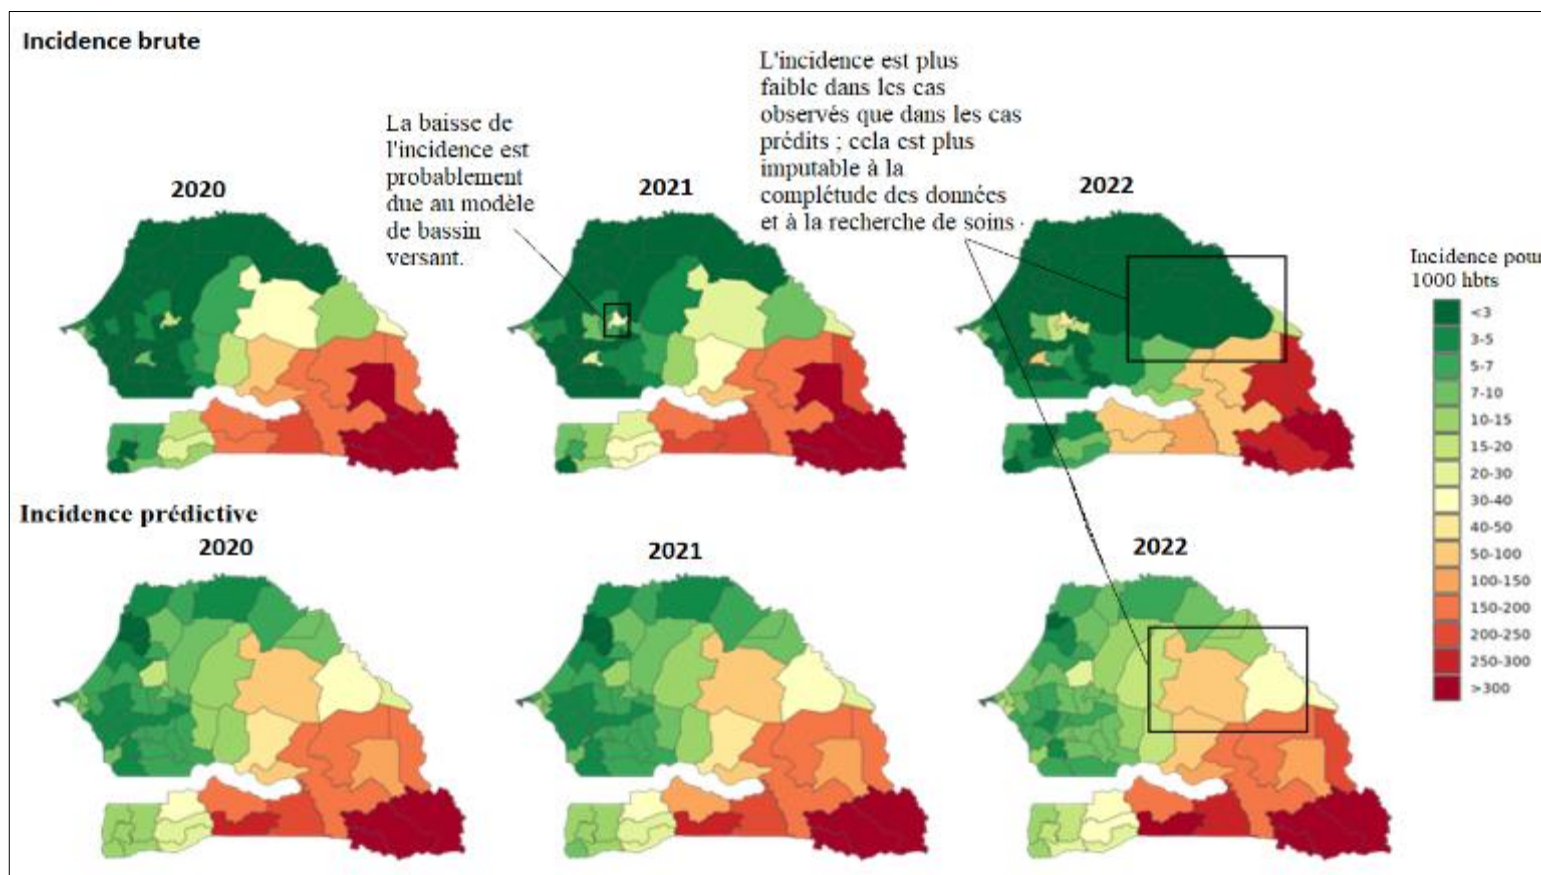 Incidence brute
La baisse de
l'incidence est
probablement
due au modèle
de bassin
versant.
L'incidence est plus
faible dans les cas
observés que dans les cas
prédits ; cela est plus
imputable à la
complétude des données
et à la recherche de soins .
2020
2021
2022
Incidence pour
1000 hbts
<3
3-5
5-7
7-10
10-15
15-20
20-30
30-40
40-50
50-100
100-150
150-200
200-250
250-300
>300
Incidence prédictive
2020
2021
2022